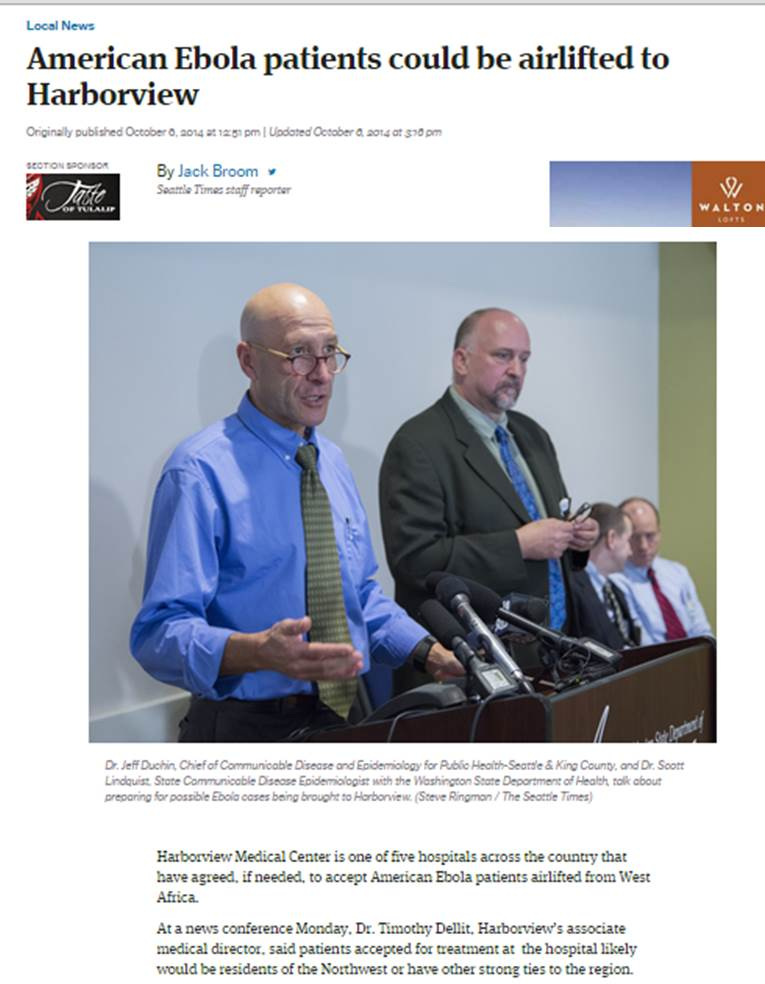 Local News
American Ebola patients could be airlifted to
Harborview
Originally published October 6, 2014 at 12:51 pm | Updated October 6, 2014 at 3:16 pm
SECTION SPONSOR
Taste
OF TULALIP
By Jack Broom
Seattle Times staff reporter
WALTON
LOFTS
State Department of
Dr. Jeff Duchin, Chief of Communicable Disease and Epidemiology for Public Health-Seattle & King County, and Dr. Scott
Lindquist, State Communicable Disease Epidemiologist with the Washington State Department of Health, talk about
preparing for possible Ebola cases being brought to Harborview. (Steve Ringman / The Seattle Times)
Harborview Medical Center is one of five hospitals across the country that
have agreed, if needed, to accept American Ebola patients airlifted from West
Africa.
At a news conference Monday, Dr. Timothy Dellit, Harborview's associate
medical director, said patients accepted for treatment at the hospital likely
would be residents of the Northwest or have other strong ties to the region.